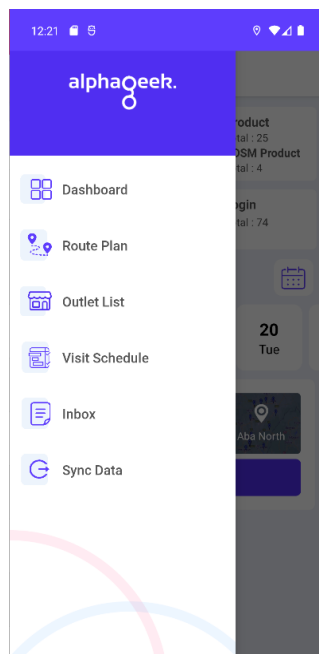 12:21
alphageek.
Dashboard
Route Plan
Outlet List
Visit Schedule
Inbox
Sync Data
roduct
tal : 25
OSM Product
tal : 4
ogin
tal : 74
20
Tue
Aba North